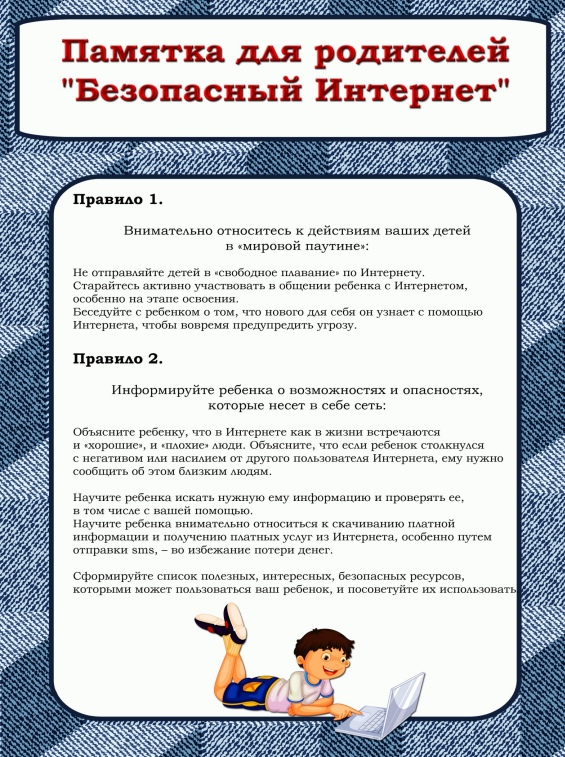 Памятка для родителей
"Безопасный Интернет"
Правило 1.
Внимательно относитесь к действиям ваших детей
в «мировой паутине»:
Не отправляйте детей в «свободное плавание» по Интернету.
Старайтесь активно участвовать в общении ребенка с Интернетом,
особенно на этапе освоения.
Беседуйте с ребенком о том, что нового для себя он узнает с помощью
Интернета, чтобы вовремя предупредить угрозу.
Правило 2.
Информируйте ребенка о возможностях и опасностях,
которые несет в себе сеть:
Объясните ребенку, что в Интернете как в жизни встречаются
и «хорошие», и «плохие» люди. Объясните, что если ребенок столкнулся
с негативом или насилием от другого пользователя Интернета, ему нужно
сообщить об этом близким людям.
Научите ребенка искать нужную ему информацию и проверять ее,
в том числе с вашей помощью.
Научите ребенка внимательно относиться к скачиванию платной
информации и получению платных услуг из Интернета, особенно путем
отправки sms, – во избежание потери денег.
Сформируйте список полезных, интересных, безопасных ресурсов,
которыми может пользоваться ваш ребенок, и посоветуйте их использовать